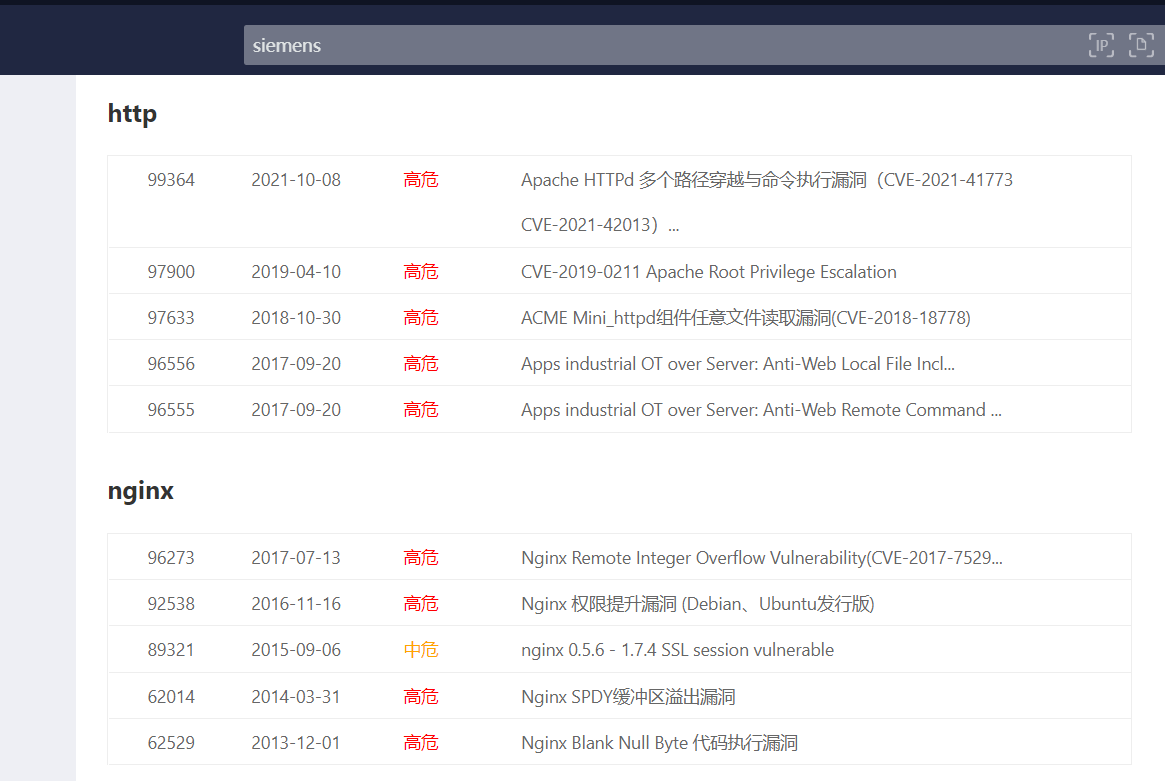 siemens
IP
http
99364 2021-10-08 高危 Apache HTTPd 多个路径穿越与命令执行漏洞（CVE-2021-41773
CVE-2021-42013）...
97900 2019-04-10 高危 CVE-2019-0211 Apache Root Privilege Escalation
97633 2018-10-30 高危 ACME Mini_httpd组件任意文件读取漏洞(CVE-2018-18778)
96556 2017-09-20 高危 Apps industrial OT over Server: Anti-Web Local File Incl...
96555 2017-09-20 高危 Apps industrial OT over Server: Anti-Web Remote Command ...
nginx
96273 2017-07-13 高危 Nginx Remote Integer Overflow Vulnerability(CVE-2017-7529...
92538 2016-11-16 高危 Nginx 权限提升漏洞 (Debian、Ubuntu发行版)
89321 2015-09-06 中危 nginx 0.5.6 - 1.7.4 SSL session vulnerable
62014 2014-03-31 高危 Nginx SPDY缓冲区溢出漏洞
62529 2013-12-01 高危 Nginx Blank Null Byte 代码执行漏洞